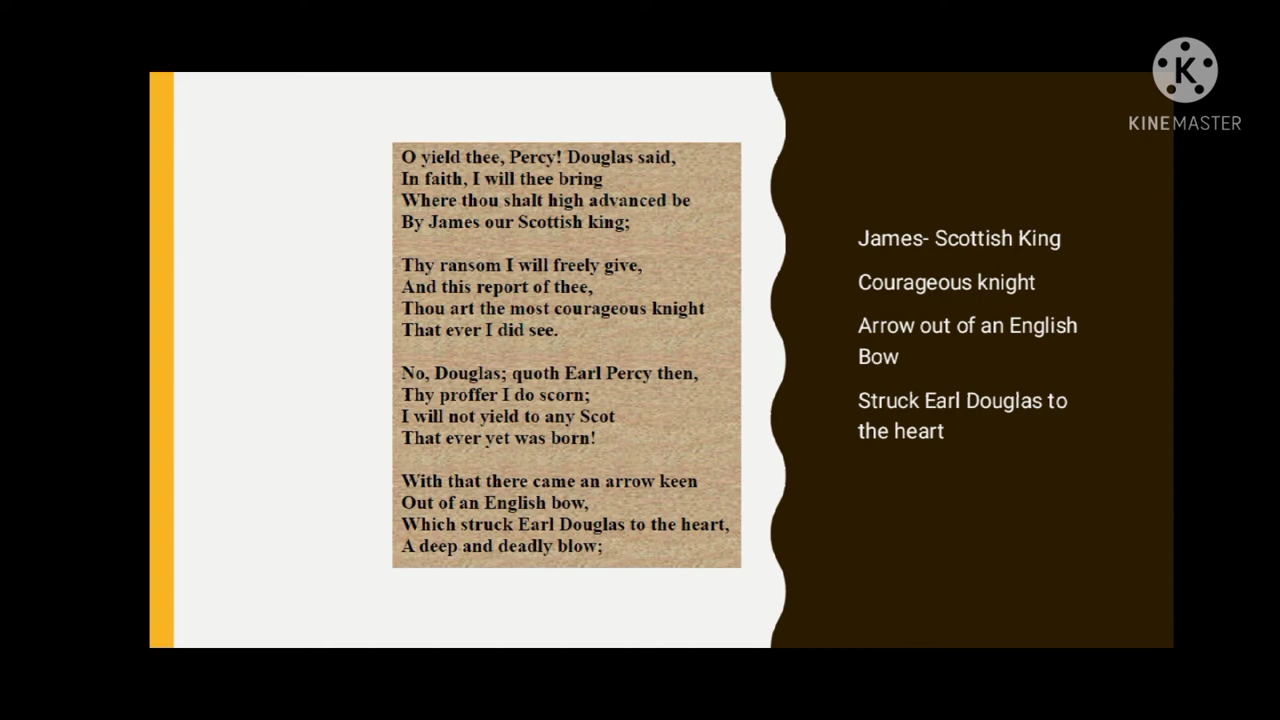 K
KINEMASTER
O yield thee, Percy! Douglas said,
In faith, I will thee bring
Where thou shalt high advanced be
By James our Scottish king;
Thy ransom I will freely give,
And this report of thee,
Thou art the most courageous knight
That ever I did see.
No, Douglas; quoth Earl Percy then,
Thy proffer I do scorn;
I will not yield to any Scot
That ever yet was born!
With that there came an arrow keen
Out of an English bow,
Which struck Earl Douglas to the heart,
A deep and deadly blow;
James- Scottish King
Courageous knight
Arrow out of an English
Bow
Struck Earl Douglas to
the heart